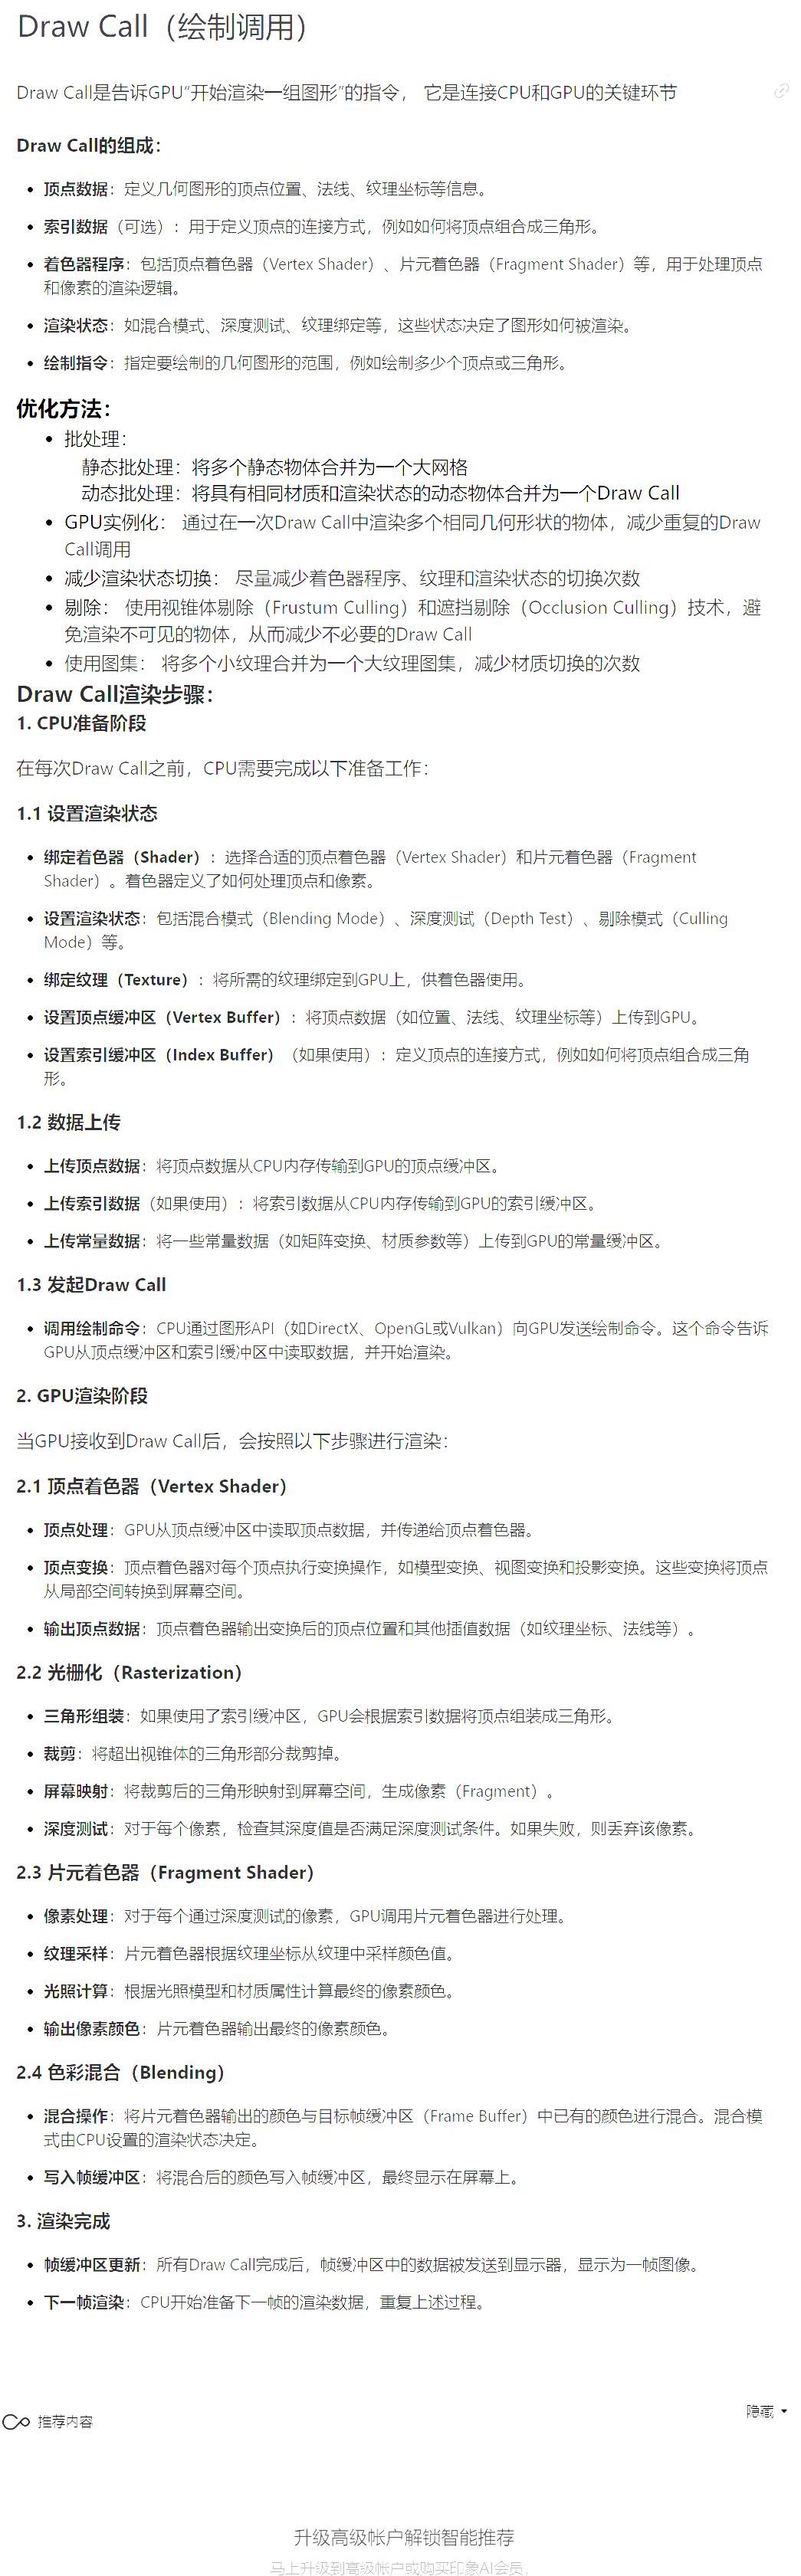 Draw Call（绘制调用）
Draw Call是告诉GPU“开始渲染一组图形”的指令， 它是连接CPU和GPU的关键环节
Draw Call的组成：
• 顶点数据：定义几何图形的顶点位置、法线、纹理坐标等信息。
• 索引数据（可选）：用于定义顶点的连接方式，例如如何将顶点组合成三角形。
• 着色器程序：包括顶点着色器（Vertex Shader）、片元着色器（Fragment Shader）等，用于处理顶点
和像素的渲染逻辑。
• 渲染状态：如混合模式、深度测试、纹理绑定等，这些状态决定了图形如何被渲染。
• 绘制指令：指定要绘制的几何图形的范围，例如绘制多少个顶点或三角形。
优化方法：
• 批处理：
静态批处理：将多个静态物体合并为一个大网格
动态批处理：将具有相同材质和渲染状态的动态物体合并为一个Draw Call
• GPU实例化： 通过在一次Draw Call中渲染多个相同几何形状的物体，减少重复的Draw
Call调用
• 减少渲染状态切换： 尽量减少着色器程序、纹理和渲染状态的切换次数
• 剔除： 使用视锥体剔除（Frustum Culling）和遮挡剔除（Occlusion Culling）技术，避
免渲染不可见的物体，从而减少不必要的Draw Call
• 使用图集： 将多个小纹理合并为一个大纹理图集，减少材质切换的次数
Draw Call渲染步骤：
1. CPU准备阶段
在每次Draw Call之前，CPU需要完成以下准备工作：
1.1 设置渲染状态
• 绑定着色器（Shader）：选择合适的顶点着色器（Vertex Shader）和片元着色器（Fragment
Shader）。着色器定义了如何处理顶点和像素。
• 设置渲染状态：包括混合模式（Blending Mode）、深度测试（Depth Test）、剔除模式（Culling
Mode）等。
• 绑定纹理（Texture）：将所需的纹理绑定到GPU上，供着色器使用。
• 设置顶点缓冲区（Vertex Buffer）：将顶点数据（如位置、法线、纹理坐标等）上传到GPU。
• 设置索引缓冲区（Index Buffer）（如果使用）：定义顶点的连接方式，例如如何将顶点组合成三角
形。
1.2 数据上传
• 上传顶点数据：将顶点数据从CPU内存传输到GPU的顶点缓冲区。
• 上传索引数据（如果使用）：将索引数据从CPU内存传输到GPU的索引缓冲区。
• 上传常量数据：将一些常量数据（如矩阵变换、材质参数等）上传到GPU的常量缓冲区。
1.3 发起Draw Call
• 调用绘制命令：CPU通过图形API（如DirectX、OpenGL或Vulkan）向GPU发送绘制命令。这个命令告诉
GPU从顶点缓冲区和索引缓冲区中读取数据，并开始渲染。
2. GPU渲染阶段
当GPU接收到Draw Call后，会按照以下步骤进行渲染：
2.1 顶点着色器（Vertex Shader）
• 顶点处理：GPU从顶点缓冲区中读取顶点数据，并传递给顶点着色器。
• 顶点变换：顶点着色器对每个顶点执行变换操作，如模型变换、视图变换和投影变换。这些变换将顶点
从局部空间转换到屏幕空间。
• 输出顶点数据：顶点着色器输出变换后的顶点位置和其他插值数据（如纹理坐标、法线等）。
2.2 光栅化（Rasterization）
• 三角形组装：如果使用了索引缓冲区，GPU会根据索引数据将顶点组装成三角形。
• 裁剪：将超出视锥体的三角形部分裁剪掉。
• 屏幕映射：将裁剪后的三角形映射到屏幕空间，生成像素（Fragment）。
• 深度测试：对于每个像素，检查其深度值是否满足深度测试条件。如果失败，则丢弃该像素。
2.3 片元着色器（Fragment Shader）
• 像素处理：对于每个通过深度测试的像素，GPU调用片元着色器进行处理。
• 纹理采样：片元着色器根据纹理坐标从纹理中采样颜色值。
• 光照计算：根据光照模型和材质属性计算最终的像素颜色。
• 输出像素颜色：片元着色器输出最终的像素颜色。
2.4 色彩混合（Blending）
• 混合操作：将片元着色器输出的颜色与目标帧缓冲区（Frame Buffer）中已有的颜色进行混合。混合模
式由CPU设置的渲染状态决定。
• 写入帧缓冲区：将混合后的颜色写入帧缓冲区，最终显示在屏幕上。
3. 渲染完成
• 帧缓冲区更新：所有Draw Call完成后，帧缓冲区中的数据被发送到显示器，显示为一帧图像。
• 下一帧渲染：CPU开始准备下一帧的渲染数据，重复上述过程。
隐藏
推荐内容
升级高级帐户解锁智能推荐
马上升级到高级帐户或购买印象AI会员，